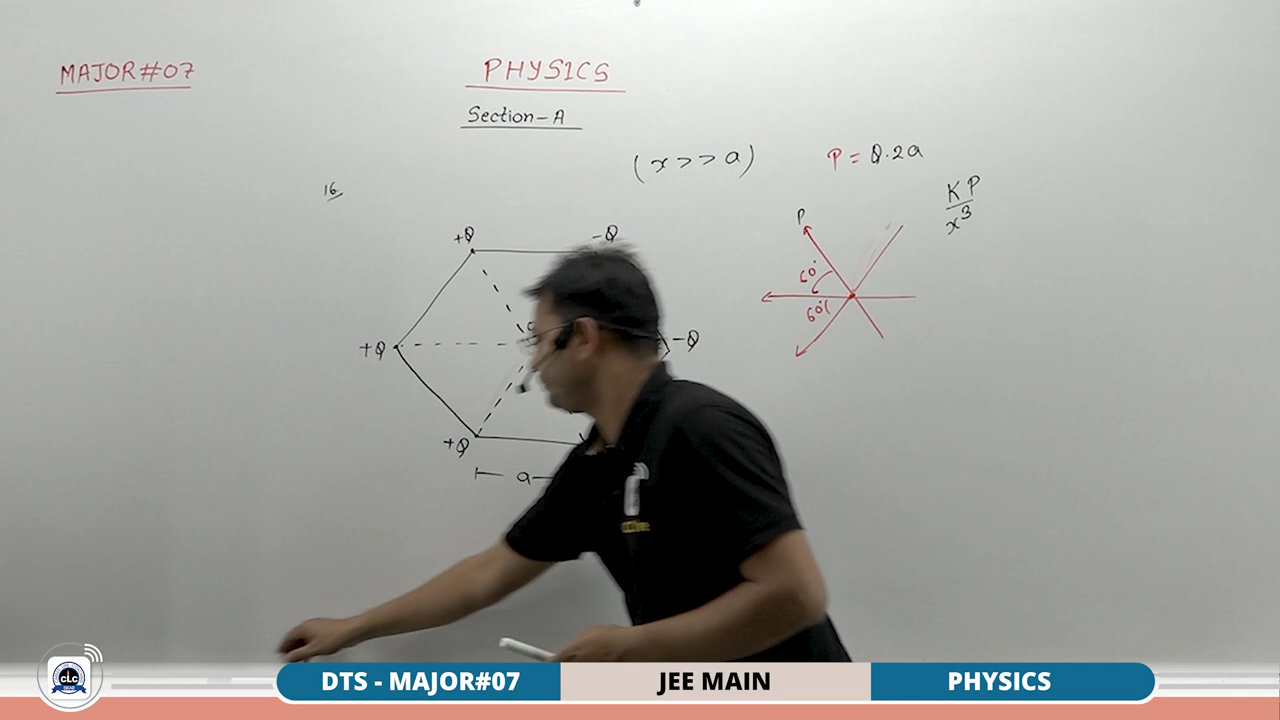 MAJOR#07
PHYSICS
Section-A
(x>>a)
P = Q.2a
16.
KP
x³
+Q
-Q
P
60°
60°
+Q
-Q
+Q
a
DTS - MAJOR#07
JEE MAIN
PHYSICS